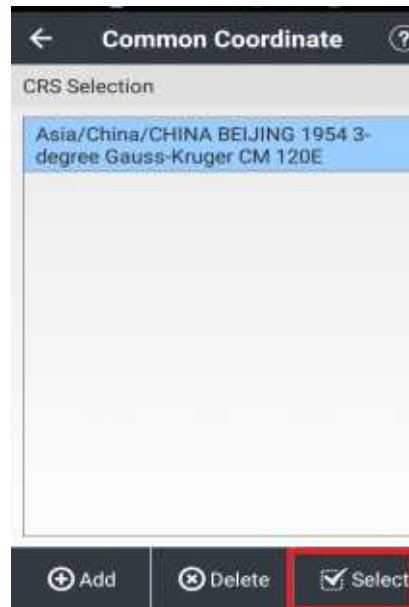 Common Coordinate
CRS Selection
Asia/China/CHINA BEIJING 1954 3-
degree Gauss-Kruger CM 120E
Add Delete Select